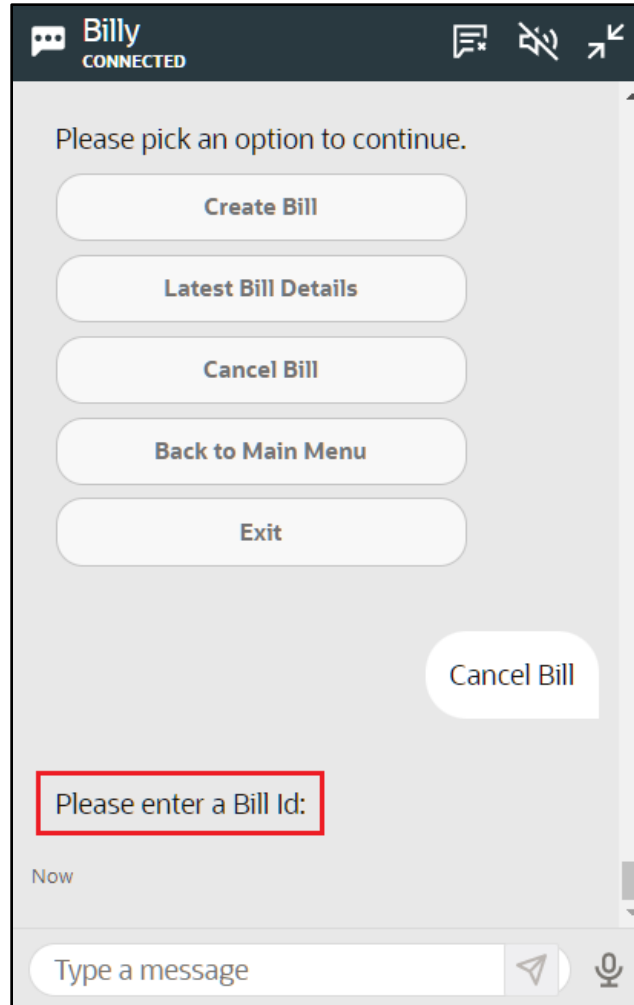 Billy
CONNECTED
Please pick an option to continue.
Create Bill
Latest Bill Details
Cancel Bill
Back to Main Menu
Exit
Cancel Bill
Please enter a Bill Id:
Now
Type a message